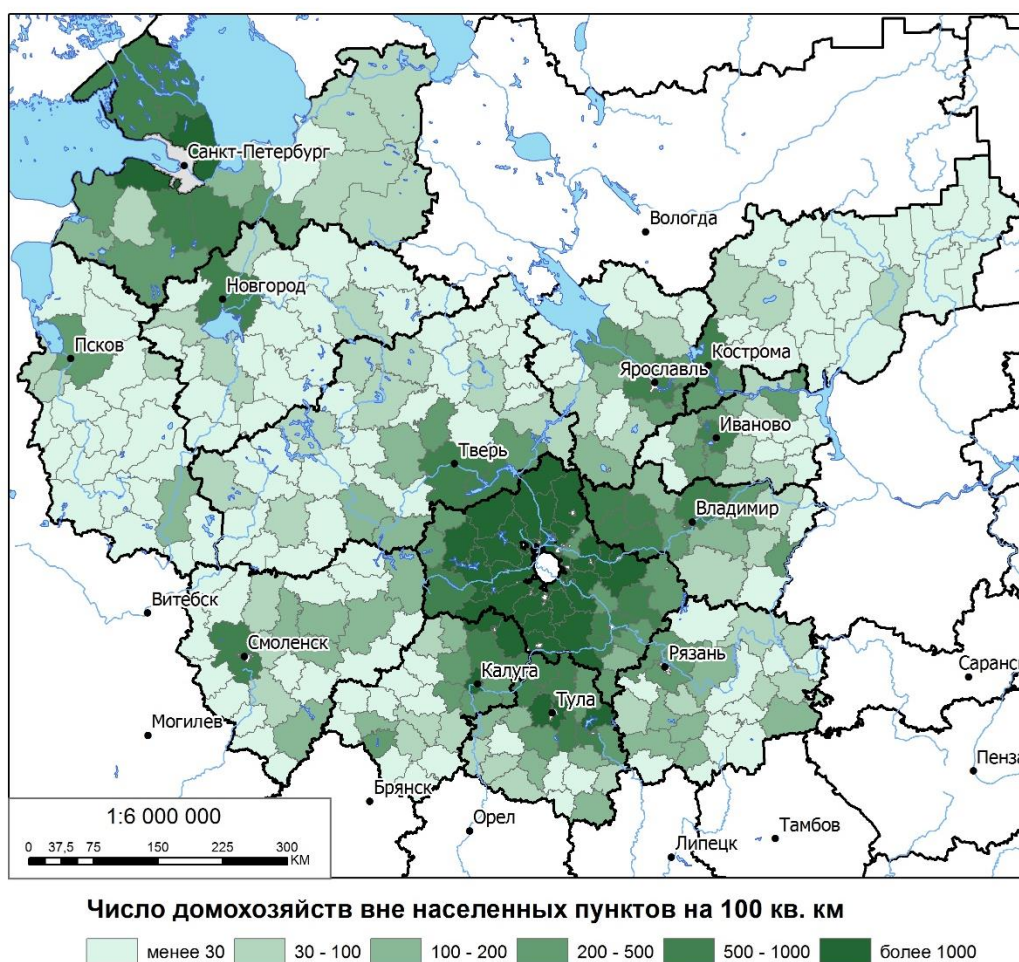 Санкт-Петербург
Вологда
Новгород
Псков
Кострома
Ярославль
Иваново
Тверь
Владимир
Витебск
Смоленск
Рязань
Саранс
Калуга
Тула
Могилев
Пенза
Брянск
Орел
Тамбов
Липецк
1:6 000 000
0 37,5 75 150 225 300
КМ
Число домохозяйств вне населенных пунктов на 100 кв. км
менее 30 30 - 100 100 - 200 200 - 500 500 - 1000 более 1000